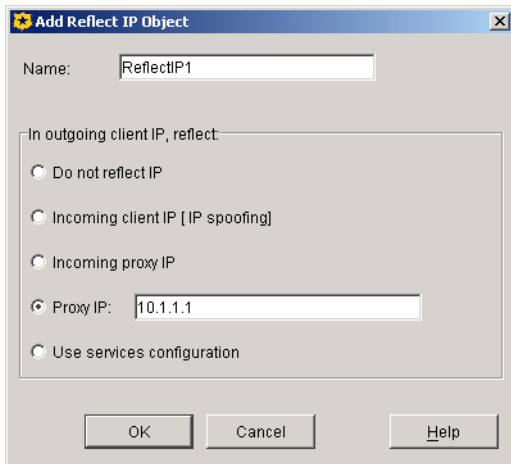 Add Reflect IP Object
Name: ReflectIP1
In outgoing client IP, reflect:
Do not reflect IP
Incoming client IP [ IP spoofing]
Incoming proxy IP
Proxy IP: 10.1.1.1
Use services configuration
OK Cancel Help